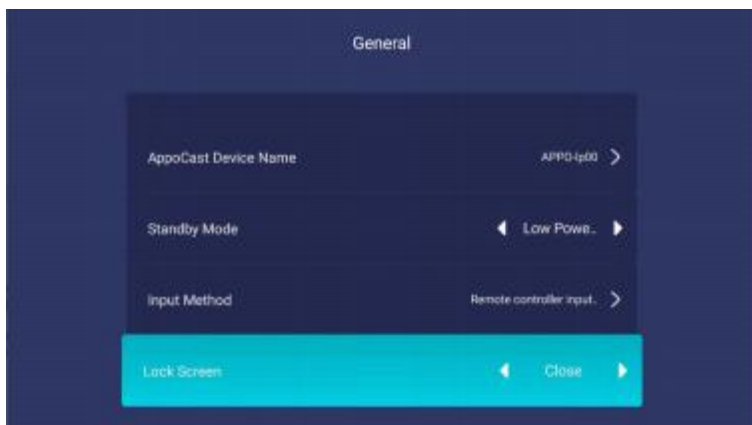 General
AppoCast Device Name
APPO-lp00
Standby Mode
Low Powe..
Input Method
Remote controller input..
Lock Screen
Close